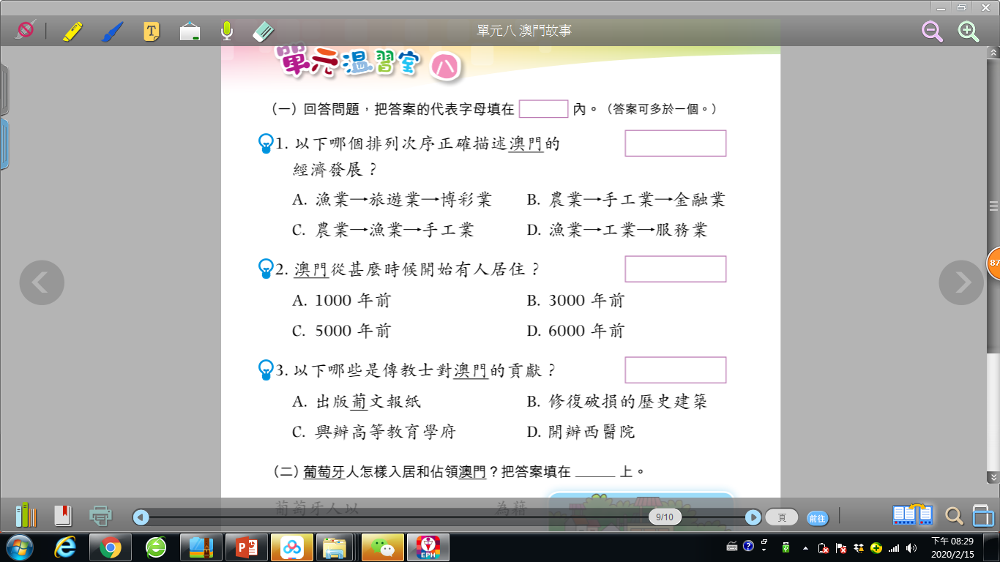 單元八 澳門故事
單元溫習室 八
(一) 回答問題，把答案的代表字母填在 內。(答案可多於一個。)
1. 以下哪個排列次序正確描述澳門的
經濟發展？
A. 漁業→旅遊業→博彩業 B. 農業→手工業→金融業
C. 農業→漁業→手工業 D. 漁業→工業→服務業
2. 澳門從甚麼時候開始有人居住？
A. 1000 年前 B. 3000 年前
C. 5000 年前 D. 6000 年前
3. 以下哪些是傳教士對澳門的貢獻？
A. 出版葡文報紙 B. 修復破損的歷史建築
C. 興辦高等教育學府 D. 開辦西醫院
(二) 葡萄牙人怎樣入居和佔領澳門？把答案填在 ______ 上。
葡萄牙人以 為藉
9/10 頁 前往
87
EPH
下午 08:29
2020/2/15